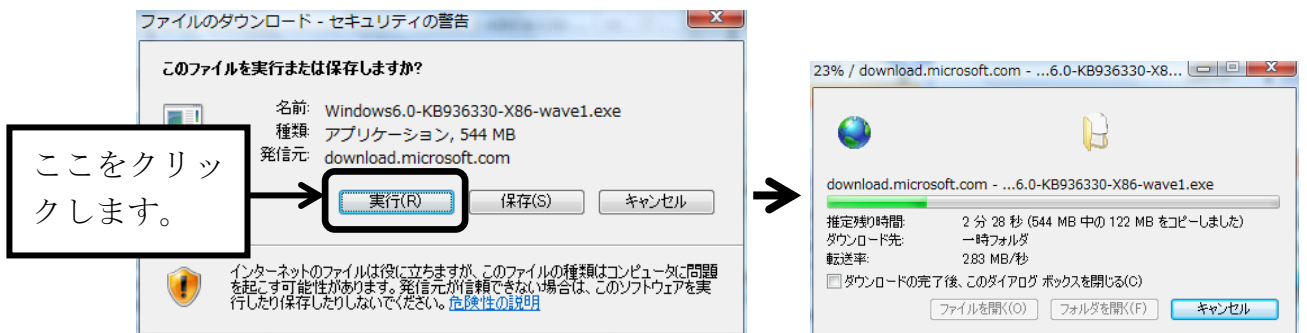 ファイルのダウンロード - セキュリティの警告
このファイルを実行または保存しますか?
名前: Windows6.0-KB936330-X86-wave1.exe
種類: アプリケーション, 544 MB
発信元: download.microsoft.com
ここをクリッ
クします。
実行(R) 保存(S) キャンセル
インターネットのファイルは役に立ちますが、このファイルの種類はコンピュータに問題
を起こす可能性があります。発信元が信頼できない場合は、このソフトウェアを実
行したり保存したりしないでください。危険性の説明
23% / download.microsoft.com - ...6.0-KB936330-X8...
download.microsoft.com - ...6.0-KB936330-X86-wave1.exe
推定残り時間: 2 分 28 秒 (544 MB 中の 122 MB をコピーしました)
ダウンロード先: 一時フォルダ
転送率: 2.83 MB/秒
ダウンロードの完了後、このダイアログ ボックスを閉じる(C)
ファイルを開く(O) フォルダを開く(F) キャンセル